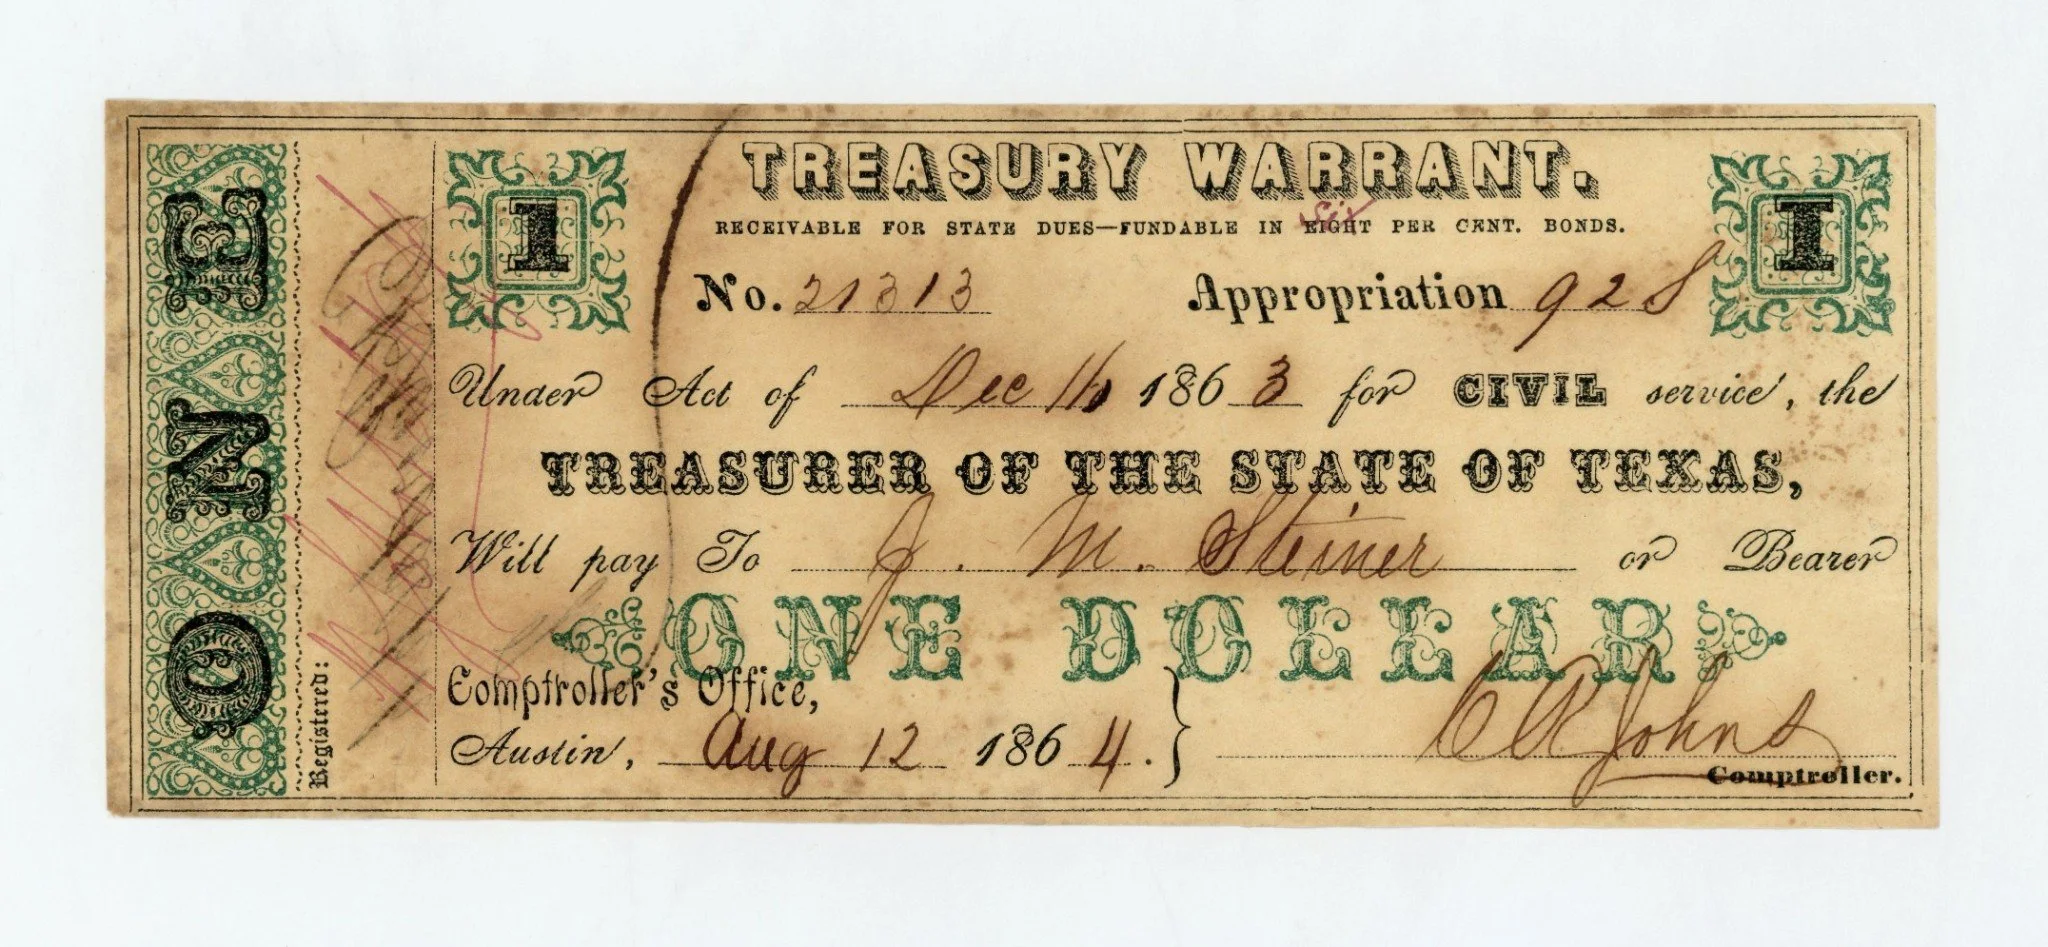 ONE
Registered:
1
TREASURY WARRANT.
I
RECEIVABLE FOR STATE DUES—FUNDABLE IN EIGHT PER CENT. BONDS.
Six
No. 21313 Appropriation 928
Under Act of Dec 1863 for CIVIL service, the
TREASURER OF THE STATE OF TEXAS,
Will pay To J. M. Steiner or Bearer
ONE DOLLAR
Comptroller's Office,
Austin, Aug 12 1864.
C R Johns
Comptroller.